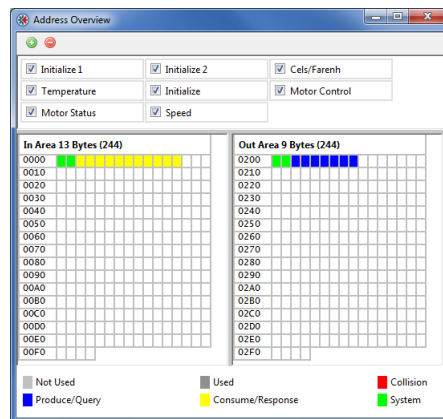 Address Overview
Initialize 1 Initialize 2 Cels/Farenh
Temperature Initialize Motor Control
Motor Status Speed
In Area 13 Bytes (244) Out Area 9 Bytes (244)
0000 0200
0010 0210
0020 0220
0030 0230
0040 0240
0050 0250
0060 0260
0070 0270
0080 0280
0090 0290
00A0 02A0
00B0 02B0
00C0 02C0
00D0 02D0
00E0 02E0
00F0 02F0
Not Used Used Collision
Produce/Query Consume/Response System